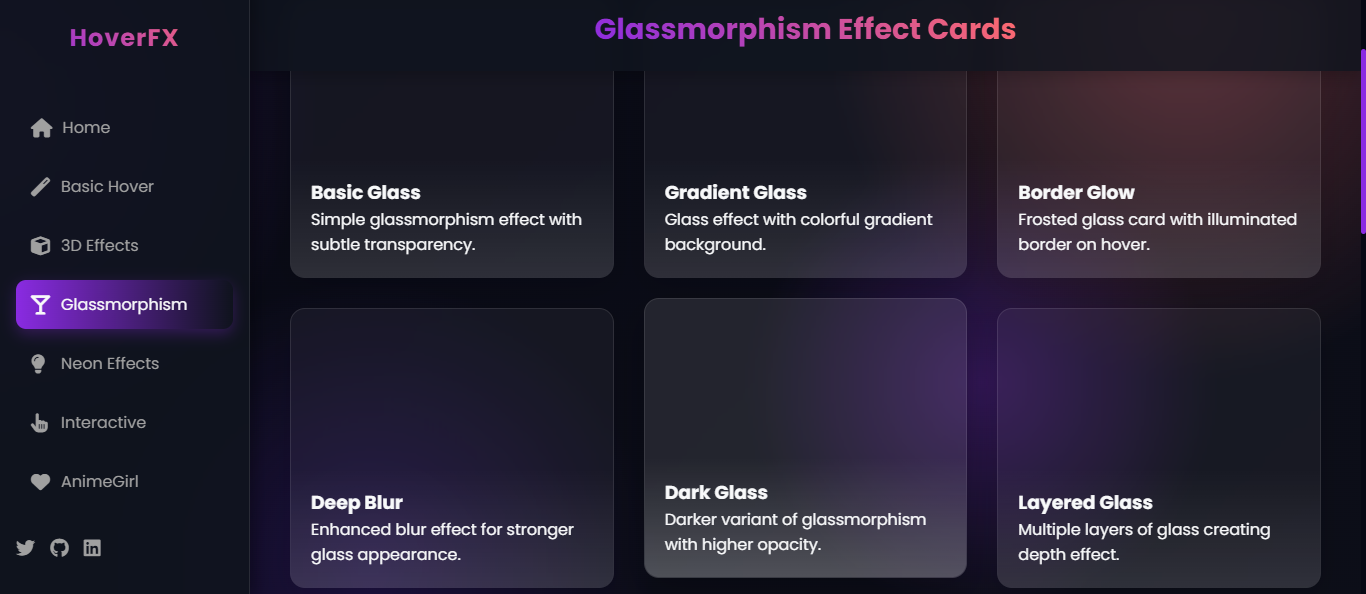 HoverFX
Home
Basic Hover
3D Effects
Glassmorphism
Neon Effects
Interactive
AnimeGirl
Glassmorphism Effect Cards
Basic Glass
Simple glassmorphism effect with
subtle transparency.
Gradient Glass
Glass effect with colorful gradient
background.
Border Glow
Frosted glass card with illuminated
border on hover.
Deep Blur
Enhanced blur effect for stronger
glass appearance.
Dark Glass
Darker variant of glassmorphism
with higher opacity.
Layered Glass
Multiple layers of glass creating
depth effect.